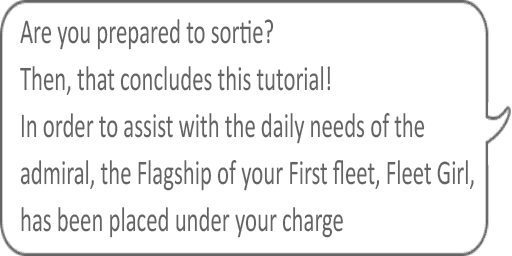 Are you prepared to sortie?
Then, that concludes this tutorial!
In order to assist with the daily needs of the
admiral, the Flagship of your First fleet, Fleet Girl,
has been placed under your charge